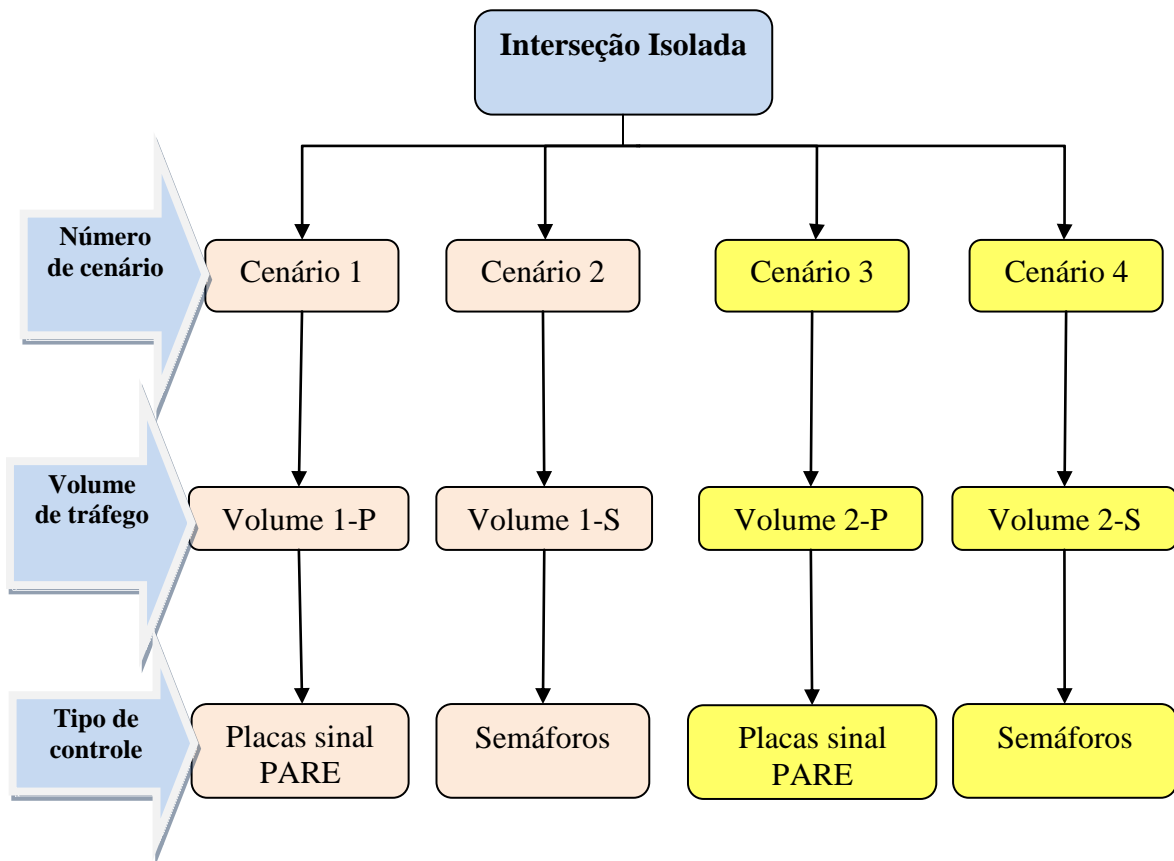 Interseção Isolada
Número
de cenário
Cenário 1
Cenário 2
Cenário 3
Cenário 4
Volume
de tráfego
Volume 1-P
Volume 1-S
Volume 2-P
Volume 2-S
Tipo de
controle
Placas sinal
PARE
Semáforos
Placas sinal
PARE
Semáforos